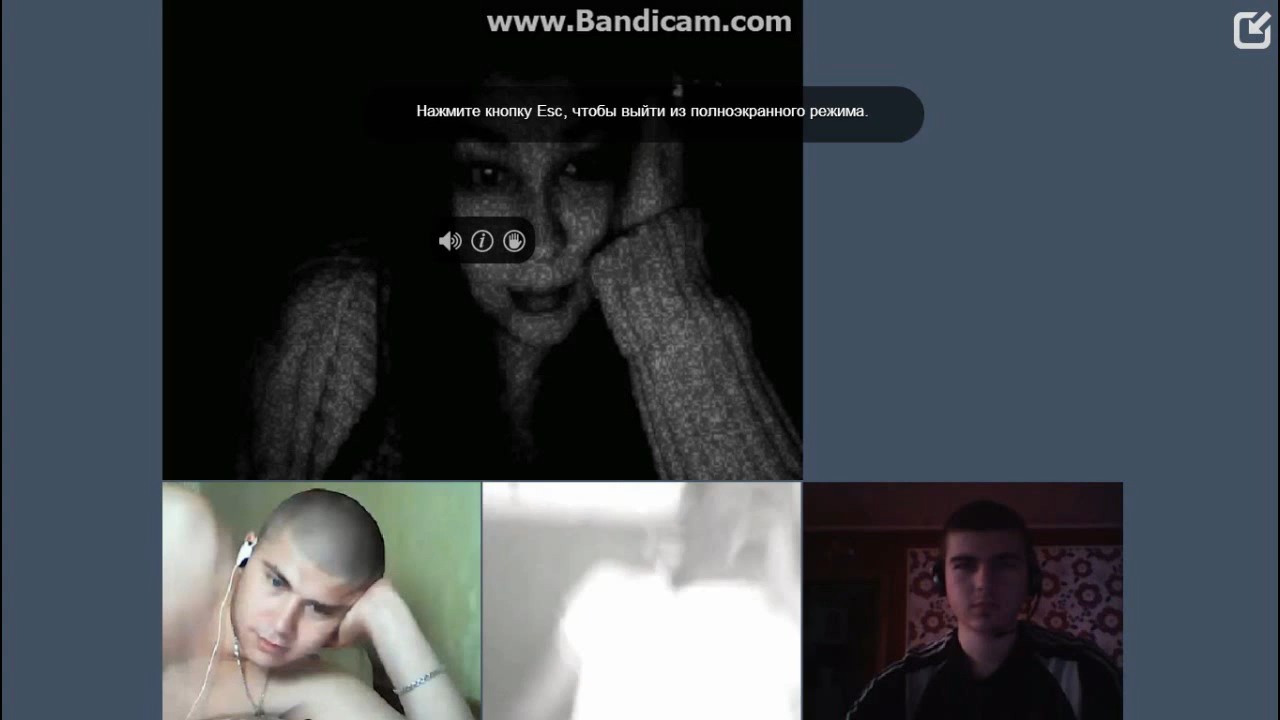 www.Bandicam.com
Нажмите кнопку Esc, чтобы выйти из полноэкранного режима.